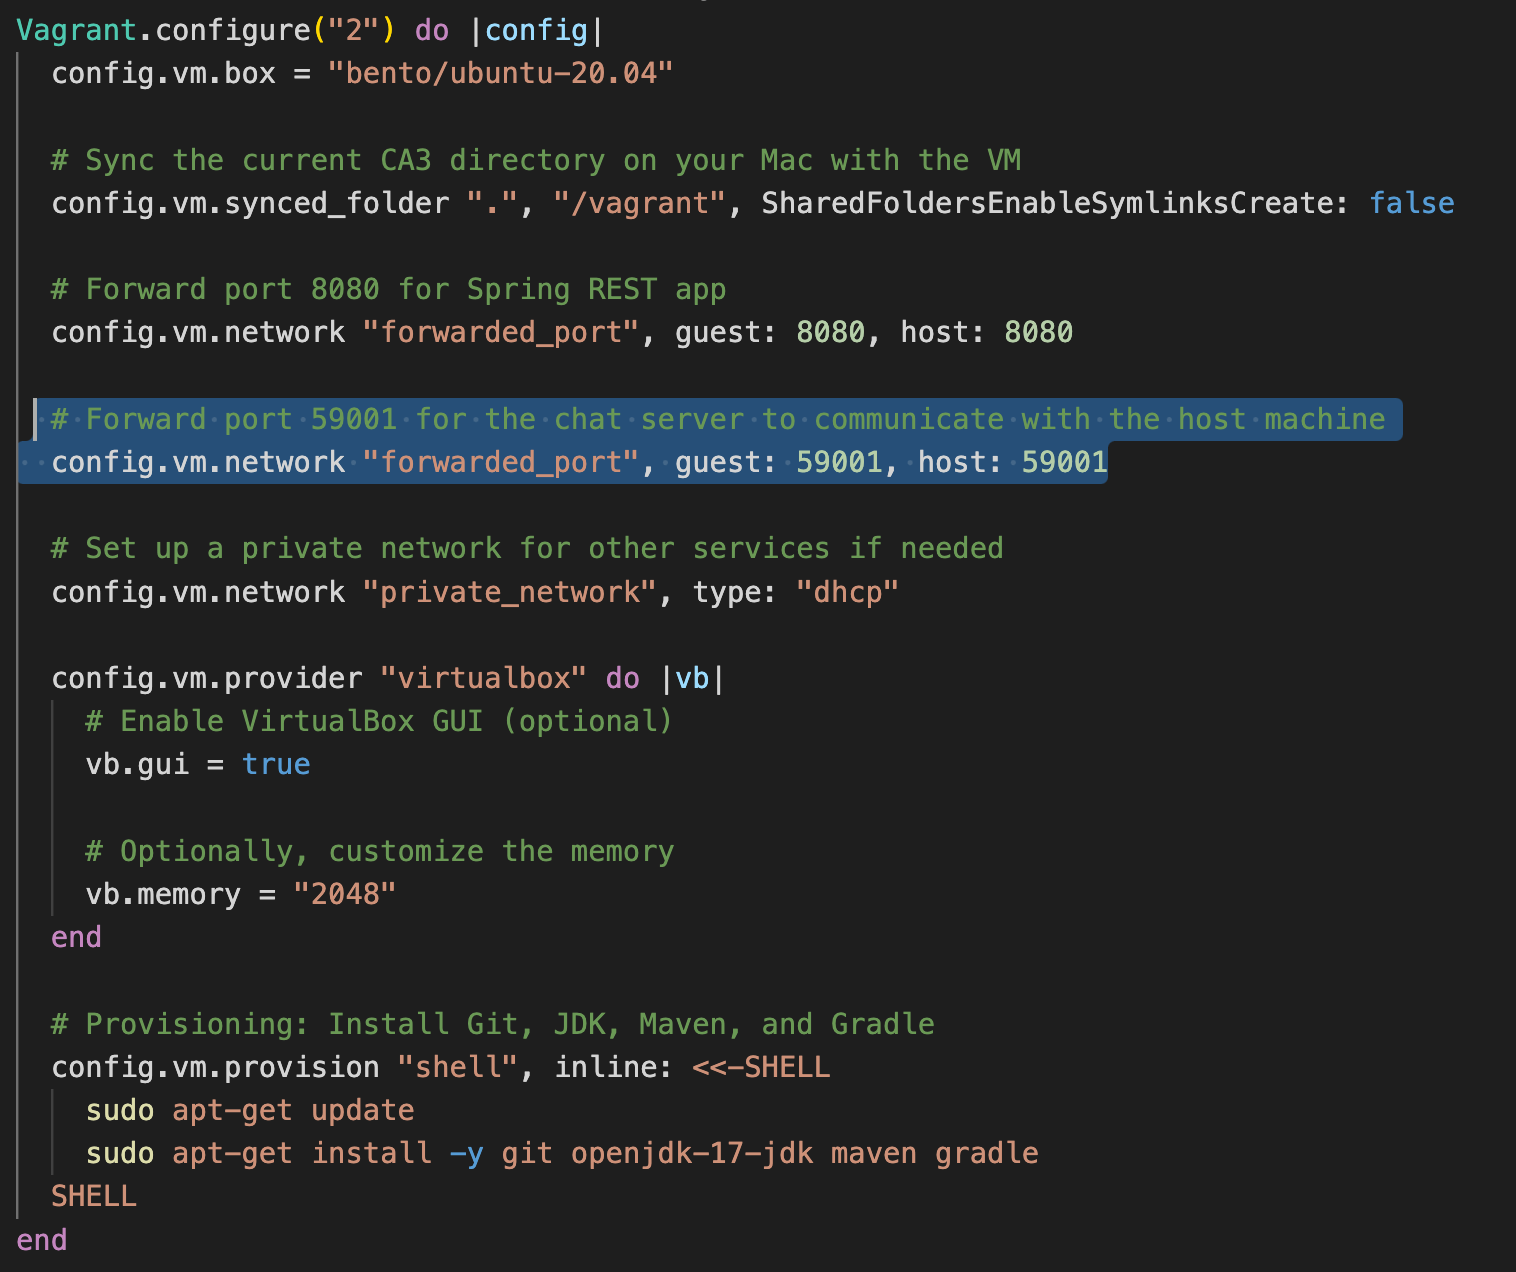 Vagrant.configure("2") do |config|
  config.vm.box = "bento/ubuntu-20.04"

  # Sync the current CA3 directory on your Mac with the VM
  config.vm.synced_folder ".", "/vagrant", SharedFoldersEnableSymlinksCreate: false

  # Forward port 8080 for Spring REST app
  config.vm.network "forwarded_port", guest: 8080, host: 8080

  # Forward port 59001 for the chat server to communicate with the host machine
  config.vm.network "forwarded_port", guest: 59001, host: 59001

  # Set up a private network for other services if needed
  config.vm.network "private_network", type: "dhcp"

  config.vm.provider "virtualbox" do |vb|
    # Enable VirtualBox GUI (optional)
    vb.gui = true

    # Optionally, customize the memory
    vb.memory = "2048"
  end

  # Provisioning: Install Git, JDK, Maven, and Gradle
  config.vm.provision "shell", inline: <<-SHELL
    sudo apt-get update
    sudo apt-get install -y git openjdk-17-jdk maven gradle
  SHELL
end